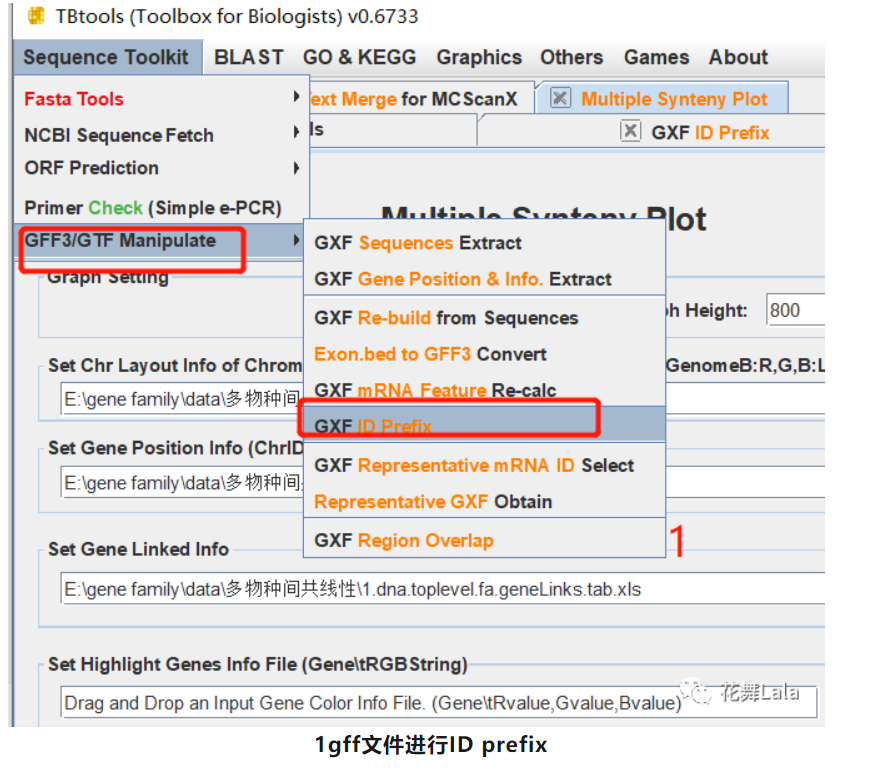 TBtools (Toolbox for Biologists) v0.6733
Sequence Toolkit BLAST GO & KEGG Graphics Others Games About
Fasta Tools
Text Merge for MCScanX
Multiple Synteny Plot
NCBI Sequence Fetch
ls
GXF ID Prefix
ORF Prediction
Primer Check (Simple e-PCR)
Multiple Synteny Plot
GFF3/GTF Manipulate
GXF Sequences Extract
Graph Setting
GXF Gene Position & Info. Extract
ph Height: 800
GXF Re-build from Sequences
Exon.bed to GFF3 Convert
Set Chr Layout Info of Chrom
GenomeB:R,G,B:L
GXF mRNA Feature Re-calc
E:\gene family\data\多物种间
GXF ID Prefix
Set Gene Position Info (ChrID
GXF Representative mRNA ID Select
E:\gene family\data\多物种间
Representative GXF Obtain
GXF Region Overlap
1
Set Gene Linked Info
E:\gene family\data\多物种间共线性\1.dna.toplevel.fa.geneLinks.tab.xls
Set Highlight Genes Info File (Gene\tRGBString)
Drag and Drop an Input Gene Color Info File. (Gene\tRvalue,Gvalue,Bvalue)
花舞Lala
1gff文件进行ID prefix